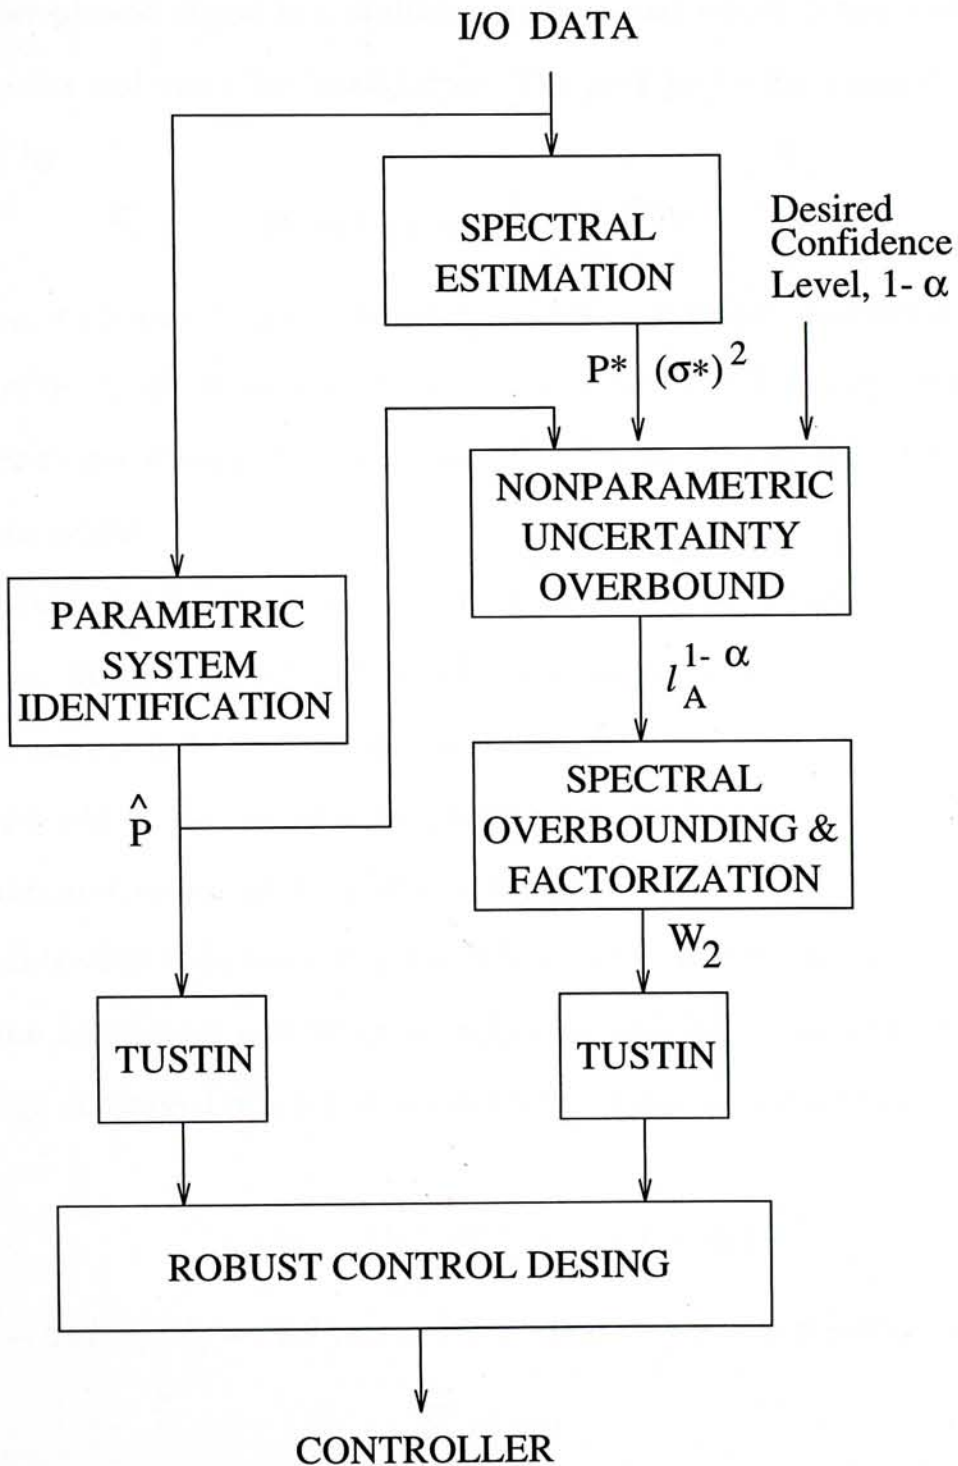 I/O DATA
SPECTRAL
ESTIMATION
Desired
Confidence
Level, 1- α
P* (σ*)²
NONPARAMETRIC
UNCERTAINTY
OVERBOUND
PARAMETRIC
SYSTEM
IDENTIFICATION
l_A^{1- α}
SPECTRAL
OVERBOUNDING &
FACTORIZATION
P̂
W₂
TUSTIN
TUSTIN
ROBUST CONTROL DESING
CONTROLLER